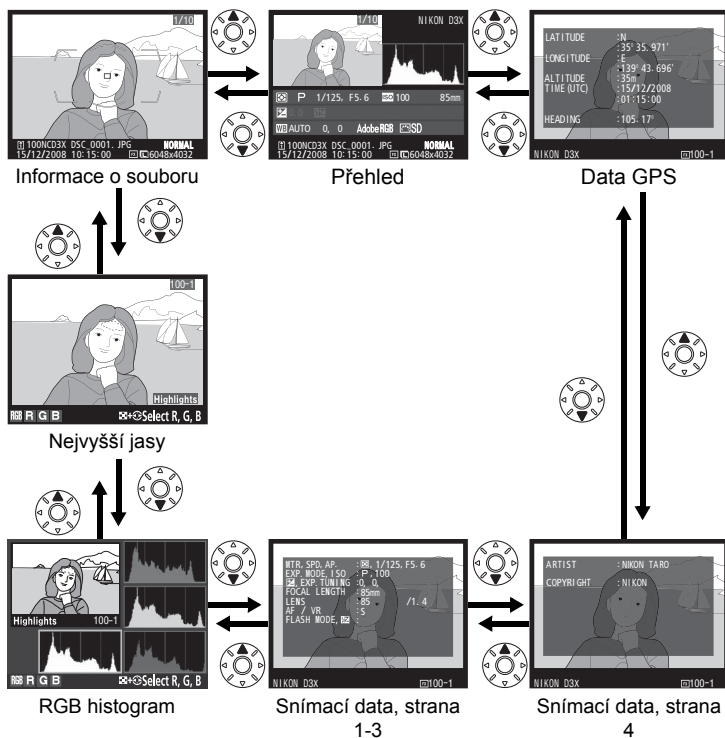 1/10
100NCD3X DSC_0001. JPG NORMAL
15/12/2008 10:15:00 6048x4032
Informace o souboru
1/10 NIKON D3X
P 1/125, F5.6 ISO 100 85mm
WB AUTO 0, 0 Adobe RGB SD
100NCD3X DSC_0001. JPG NORMAL
15/12/2008 10:15:00 6048x4032
Přehled
LATITUDE :N
:35°35.971'
LONGITUDE :E
:139°43.696'
ALTITUDE :35m
TIME(UTC) :15/12/2008
:01:15:00
HEADING :105.17°
NIKON D3X 100-1
Data GPS
100-1
Highlights
RGB R G B Select R, G, B
Nejvyšší jasy
Highlights 100-1
RGB R G B Select R, G, B
RGB histogram
MTR, SPD, AP. : , 1/125, F5.6
EXP. MODE, ISO :P, 100
, EXP. TUNING :0, 0,
FOCAL LENGTH :85mm
LENS :85 /1.4
AF / VR :S
FLASH MODE, :
NIKON D3X 100-1
Snímací data, strana
1-3
ARTIST :NIKON TARO
COPYRIGHT :NIKON
NIKON D3X 100-1
Snímací data, strana
4